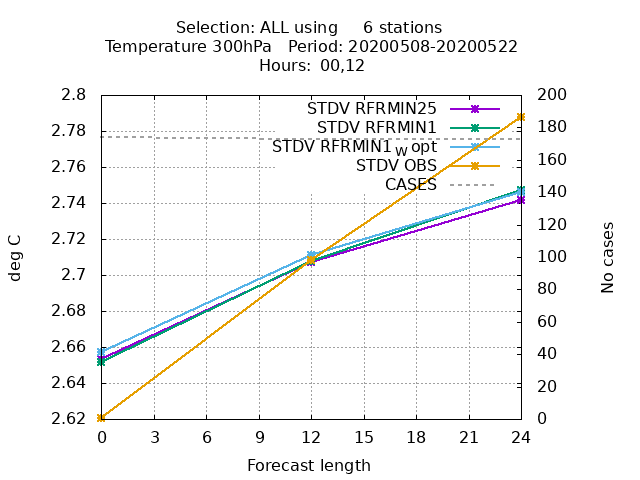 Selection: ALL using 6 stations
Temperature 300hPa Period: 20200508-20200522
Hours: 00,12
2.8
2.78
2.76
2.74
2.72
2.7
2.68
2.66
2.64
2.62
deg C
STDV RFRMIN25
STDV RFRMIN1
STDV RFRMIN1_W opt
STDV OBS
CASES
200
180
160
140
120
100
80
60
40
20
0
No cases
0 3 6 9 12 15 18 21 24
Forecast length